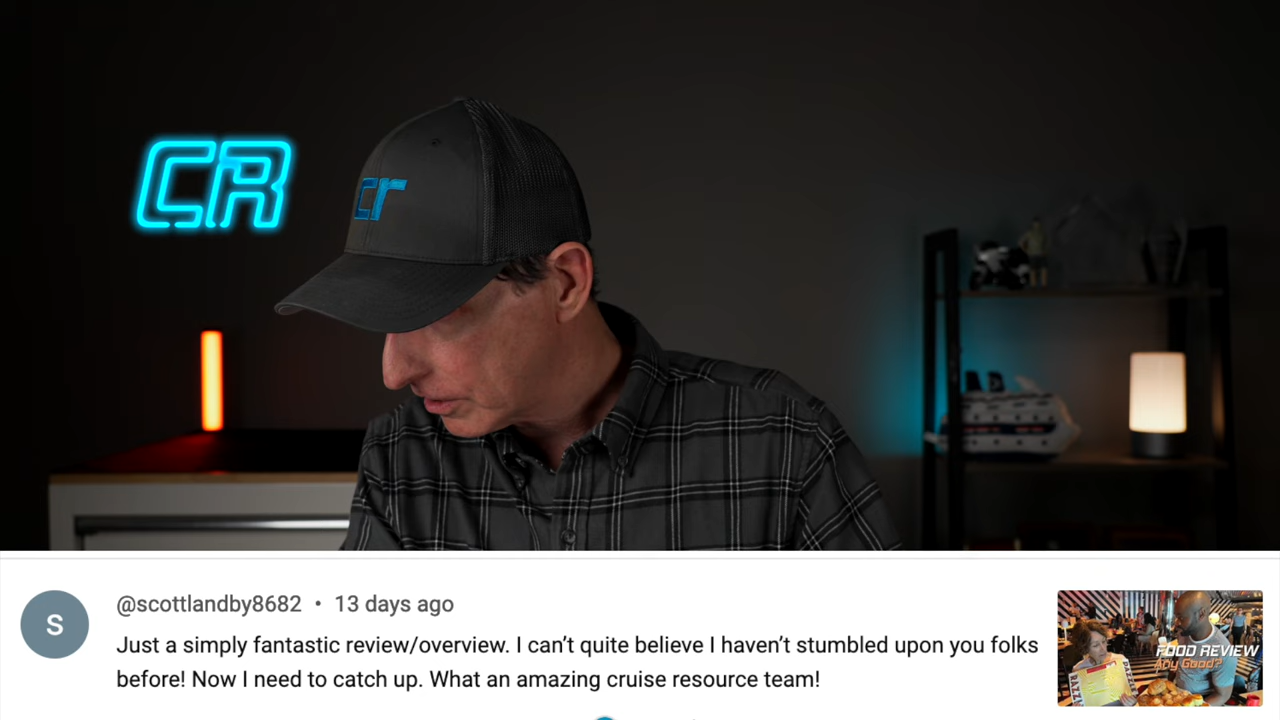 CR
cr
@scottlandby8682 • 13 days ago
S
Just a simply fantastic review/overview. I can't quite believe I haven't stumbled upon you folks
before! Now I need to catch up. What an amazing cruise resource team!
FOOD REVIEW
Any Good?